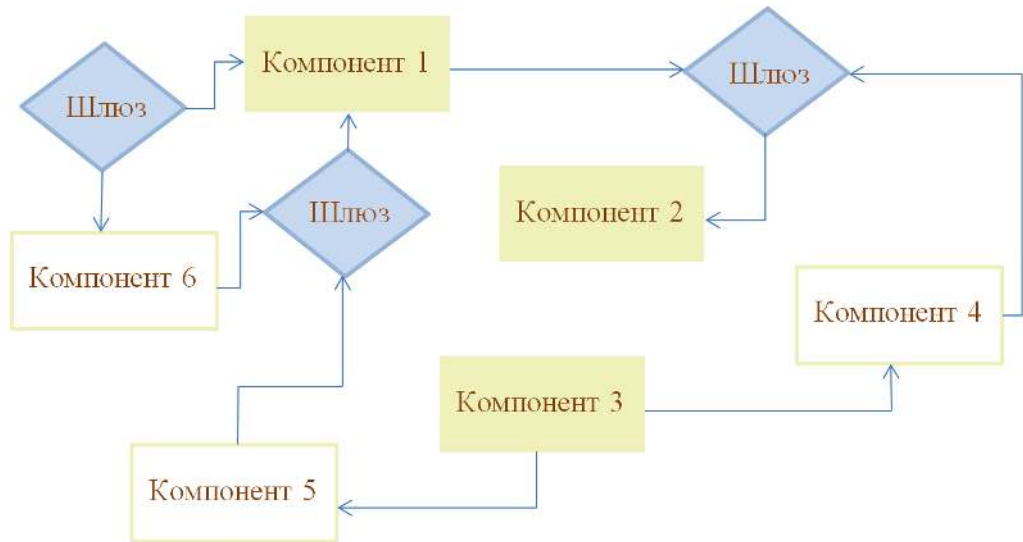 Компонент 1
Шлюз
Шлюз
Шлюз
Компонент 2
Компонент 6
Компонент 4
Компонент 3
Компонент 5